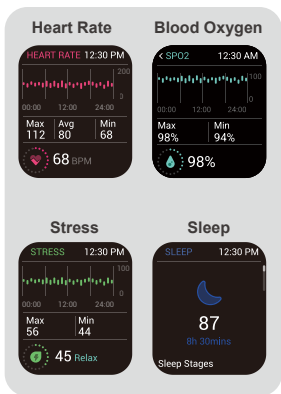 Heart Rate
Blood Oxygen
HEART RATE 12:30 PM
200
3
00:00 12:00 24:00
Max Avg Min
112 80 68
68 BPM
< SPO2 12:30 AM
100
0
00:00 12:00 24:00
Max Min
98% 94%
98%
Stress
Sleep
STRESS 12:30 PM
100
0
00:00 12:00 24:00
Max Min
56 44
45 Relax
SLEEP 12:30 PM
87
8h 30mins
Sleep Stages